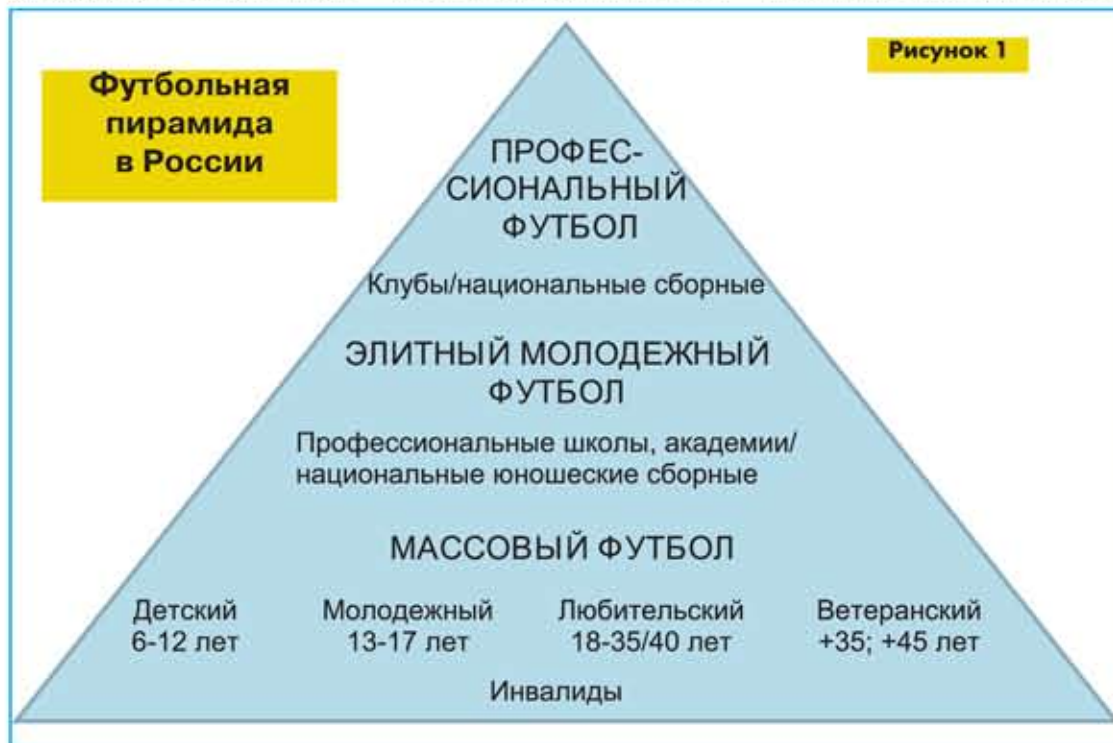 Футбольная
пирамида
в России
Рисунок 1
ПРОФЕС-
СИОНАЛЬНЫЙ
ФУТБОЛ
Клубы/национальные сборные
ЭЛИТНЫЙ МОЛОДЕЖНЫЙ
ФУТБОЛ
Профессиональные школы, академии/
национальные юношеские сборные
МАССОВЫЙ ФУТБОЛ
Детский
6-12 лет
Молодежный
13-17 лет
Любительский
18-35/40 лет
Ветеранский
+35; +45 лет
Инвалиды